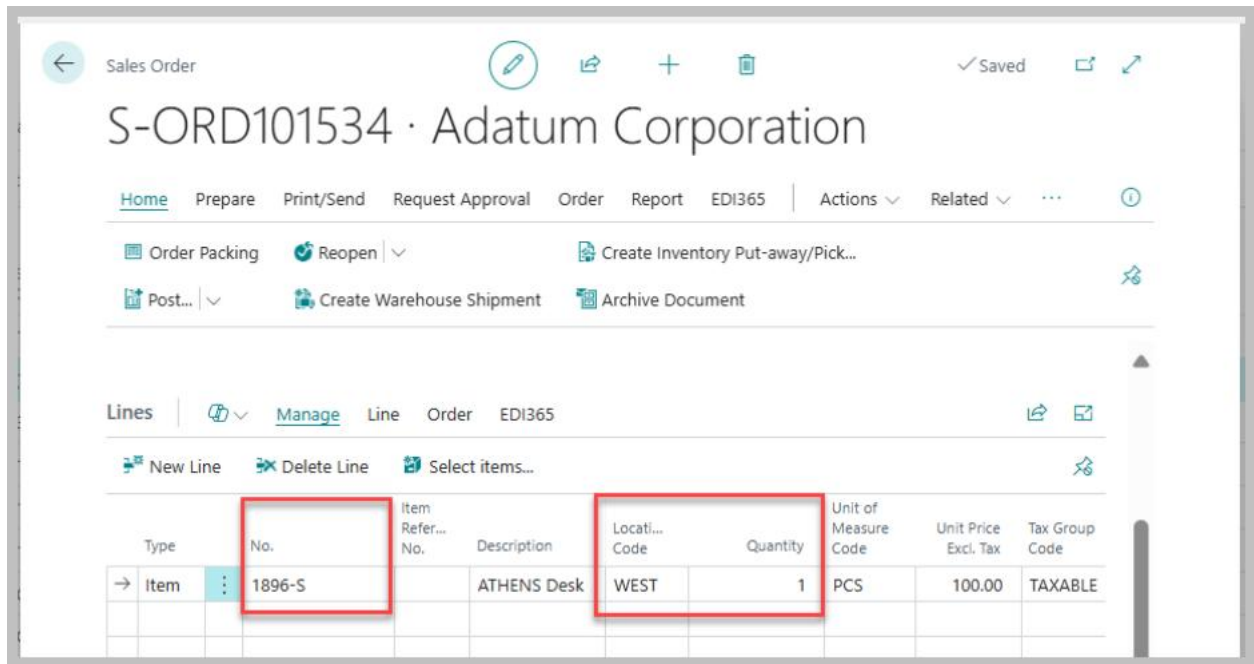 Sales Order
Saved
S-ORD101534 · Adatum Corporation
Home Prepare Print/Send Request Approval Order Report EDI365 Actions Related ...
Order Packing Reopen Create Inventory Put-away/Pick...
Post... Create Warehouse Shipment Archive Document
Lines Manage Line Order EDI365
New Line Delete Line Select items...
Type No. Item Refer... No. Description Locati... Code Quantity Unit of Measure Code Unit Price Excl. Tax Tax Group Code
Item 1896-S ATHENS Desk WEST 1 PCS 100.00 TAXABLE